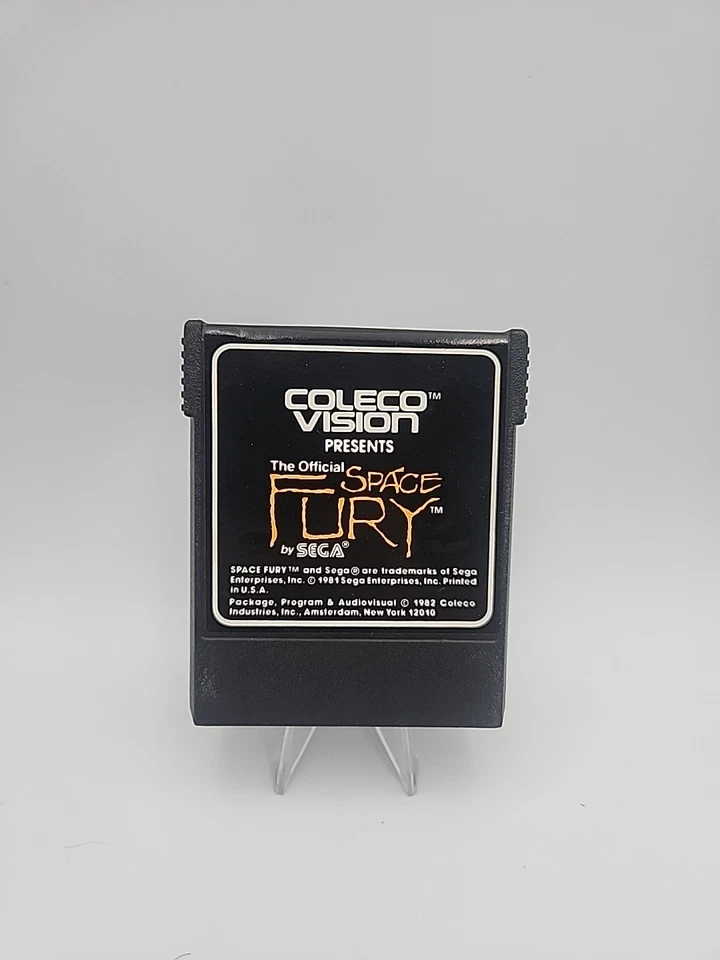 COLECO™
VISION
PRESENTS
The Official SPACE
FURY™
by SEGA®
SPACE FURY™ and Sega® are trademarks of Sega
Enterprises, Inc. © 1981 Sega Enterprises, Inc. Printed
in U.S.A.
Package, Program & Audiovisual © 1982 Coleco
Industries, Inc., Amsterdam, New York 12010